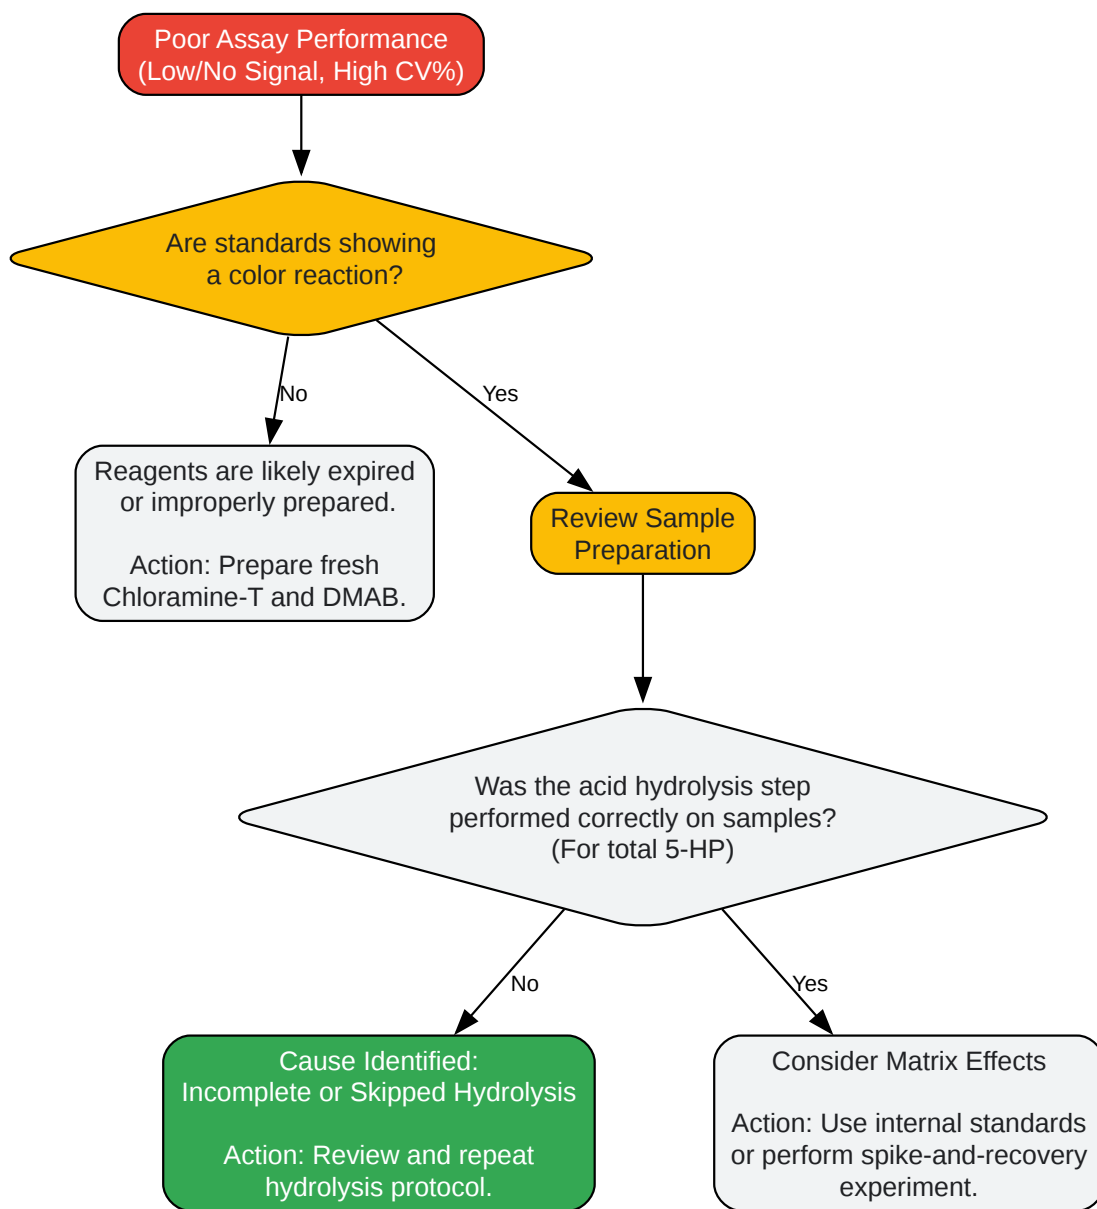 Poor Assay Performance
(Low/No Signal, High CV%)
Are standards showing
a color reaction?
No
Yes
Reagents are likely expired
or improperly prepared.
Action: Prepare fresh
Chloramine-T and DMAB.
Review Sample
Preparation
Was the acid hydrolysis step
performed correctly on samples?
(For total 5-HP)
No
Yes
Cause Identified:
Incomplete or Skipped Hydrolysis
Action: Review and repeat
hydrolysis protocol.
Consider Matrix Effects
Action: Use internal standards
or perform spike-and-recovery
experiment.